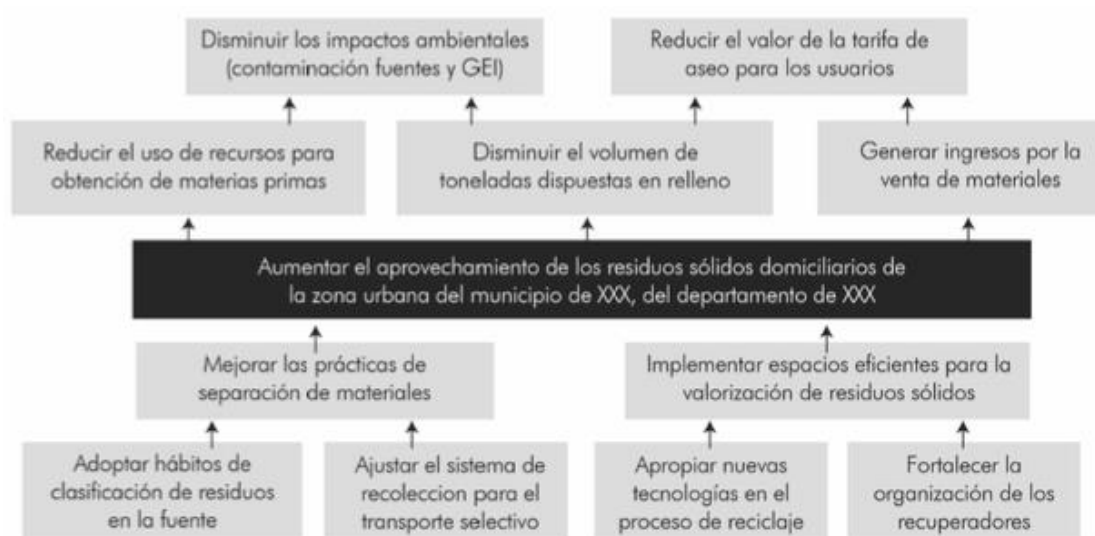 Disminuir los impactos ambientales
(contaminación fuentes y GEI)
Reducir el valor de la tarifa de
aseo para los usuarios
Reducir el uso de recursos para
obtención de materias primas
Disminuir el volumen de
toneladas dispuestas en relleno
Generar ingresos por la
venta de materiales
Aumentar el aprovechamiento de los residuos sólidos domiciliarios de
la zona urbana del municipio de XXX, del departamento de XXX
Mejorar las prácticas de
separación de materiales
Implementar espacios eficientes para la
valorización de residuos sólidos
Adoptar hábitos de
clasificación de residuos
en la fuente
Ajustar el sistema de
recoleccion para el
transporte selectivo
Apropiar nuevas
tecnologías en el
proceso de reciclaje
Fortalecer la
organización de los
recuperadores